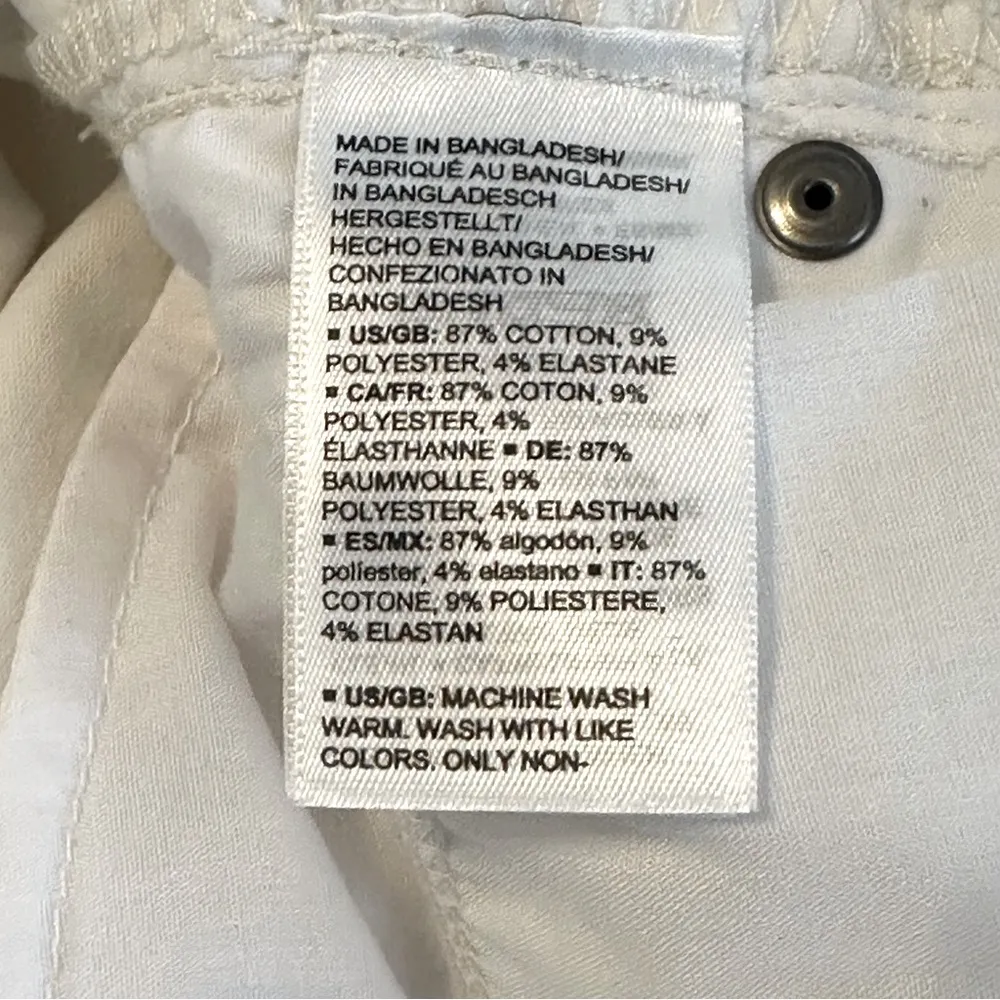 MADE IN BANGLADESH/
FABRIQUÉ AU BANGLADESH/
IN BANGLADESCH
HERGESTELLT/
HECHO EN BANGLADESH/
CONFEZIONATO IN
BANGLADESH
▪ US/GB: 87% COTTON, 9%
POLYESTER, 4% ELASTANE
▪ CA/FR: 87% COTON, 9%
POLYESTER, 4%
ÉLASTHANNE ▪ DE: 87%
BAUMWOLLE, 9%
POLYESTER, 4% ELASTHAN
▪ ES/MX: 87% algodón, 9%
poliester, 4% elastano ▪ IT: 87%
COTONE, 9% POLIESTERE,
4% ELASTAN
▪ US/GB: MACHINE WASH
WARM. WASH WITH LIKE
COLORS. ONLY NON-